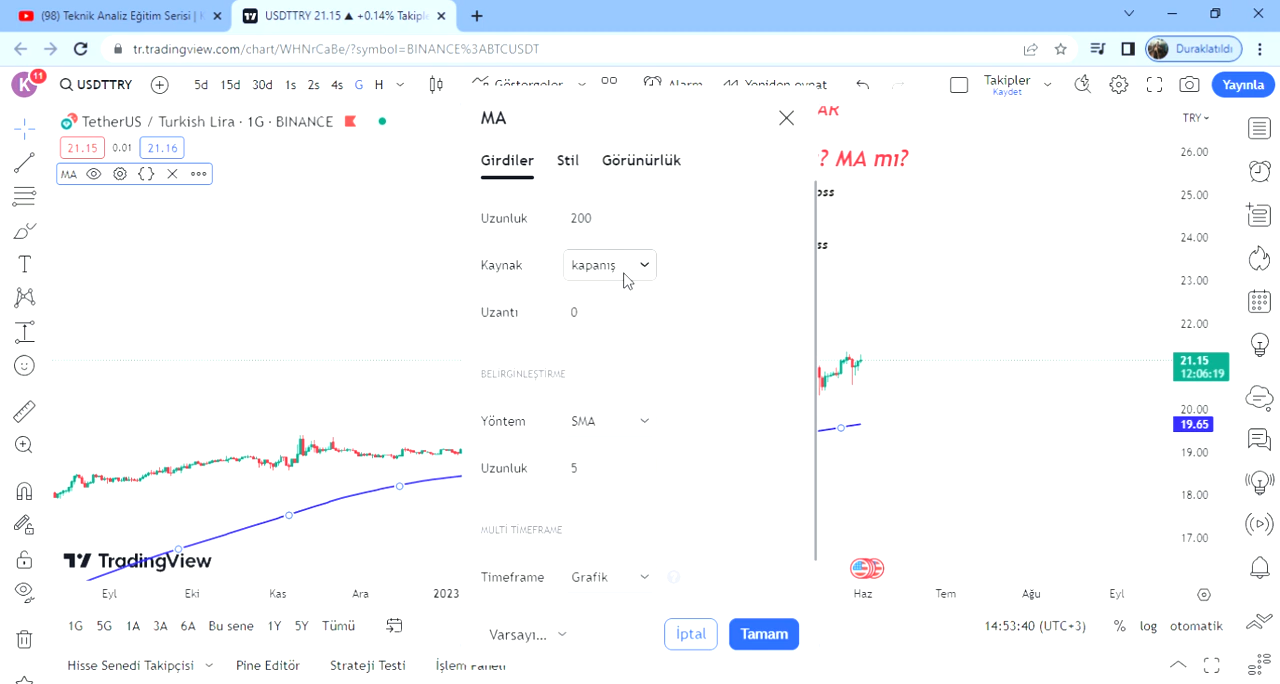 (98) Teknik Analiz Eğitim Serisi | K
USDTTRY 21.15 ▲ +0.14% Takiple
tr.tradingview.com/chart/WHNrCaBe/?symbol=BINANCE%3ABTCUSDT
Duraklatıldı
K 11 USDTTRY 5d 15d 30d 1s 2s 4s G H Göstergeler Alarm Yeniden oynat Takipler Yayınla
Kaydet
TetherUS / Turkish Lira · 1G · BINANCE
21.15 0.01 21.16
MA
MA
Girdiler Stil Görünürlük
Uzunluk 200
Kaynak kapanış
Uzantı 0
BELİRGİNLEŞTİRME
Yöntem SMA
Uzunluk 5
MULTİ TİMEFRAME
Timeframe Grafik
Varsayı... İptal Tamam
AR
? MA mı?
oss
ss
TRY
26.00
25.00
24.00
23.00
22.00
21.15
12:06:19
20.00
19.65
19.00
18.00
17.00
TradingView
Eyl Eki Kas Ara 2023 Haz Tem Ağu Eyl
1G 5G 1A 3A 6A Bu sene 1Y 5Y Tümü 14:53:40 (UTC+3) % log otomatik
Hisse Senedi Takipçisi Pine Editör Strateji Testi İşlem Paneli